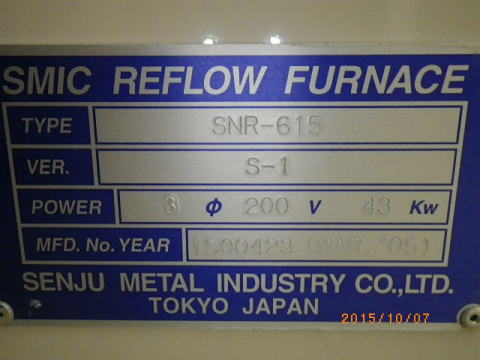 SMIC REFLOW FURNACE
TYPE SNR-615
VER. S-1
POWER 3 Φ 200 V 43 Kw
MFD. No. YEAR 1500423 (MAR.'05)
SENJU METAL INDUSTRY CO.,LTD.
TOKYO JAPAN
2015/10/07